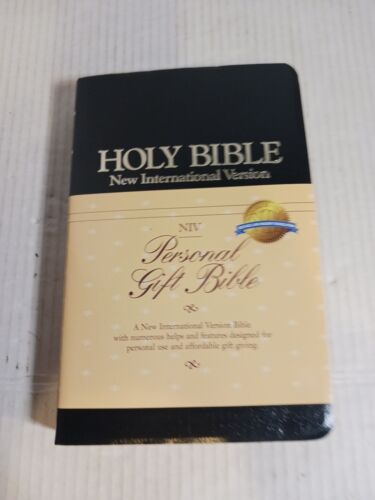 HOLY BIBLE
New International Version
NIV
Personal
Gift Bible
A New International Version Bible
with numerous helps and features designed for
personal use and affordable gift giving.